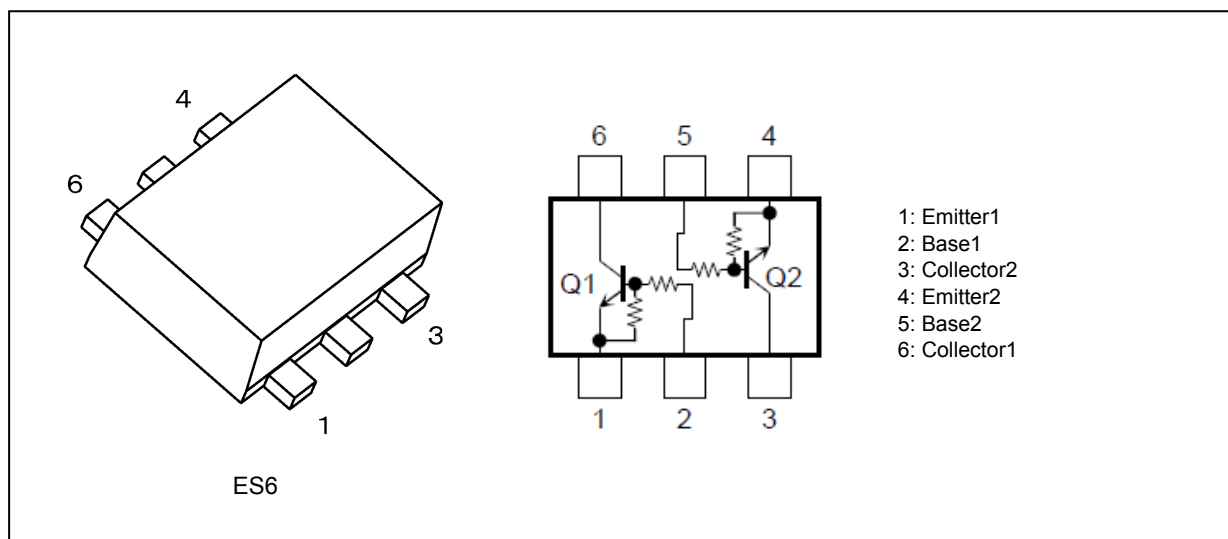 4
6
3
1
ES6
6 5 4
Q1 Q2
1 2 3
1: Emitter1
2: Base1
3: Collector2
4: Emitter2
5: Base2
6: Collector1